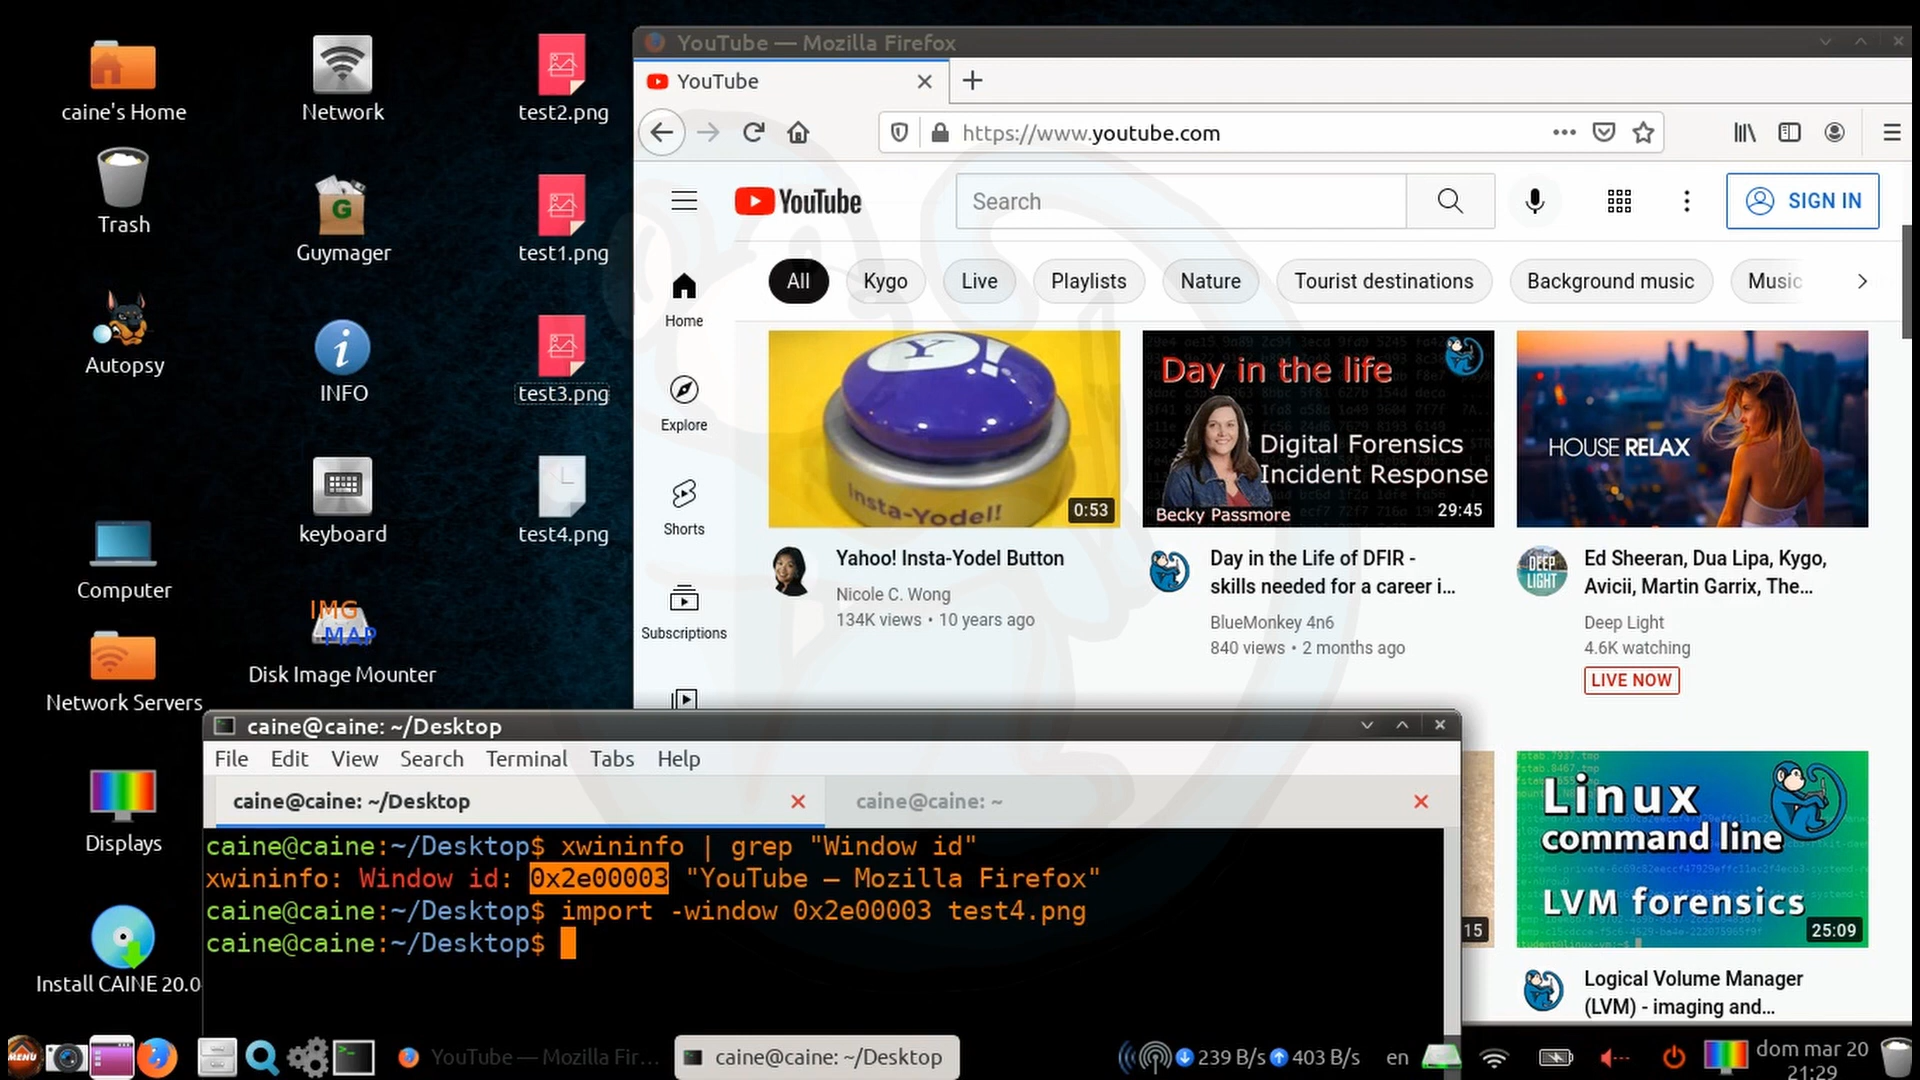 caine's Home
Network
test2.png
Trash
Guymager
test1.png
Autopsy
INFO
test3.png
keyboard
test4.png
Computer
IMG
MAP
Disk Image Mounter
Network Servers
Displays
Install CAINE 20.0
YouTube — Mozilla Firefox
YouTube
https://www.youtube.com
YouTube
Search
SIGN IN
All Kygo Live Playlists Nature Tourist destinations Background music Music
Home
Explore
Shorts
Subscriptions
Y!
Insta-Yodel!
0:53
Yahoo! Insta-Yodel Button
Nicole C. Wong
134K views • 10 years ago
Day in the life
Digital Forensics
Incident Response
Becky Passmore
29:45
Day in the Life of DFIR -
skills needed for a career i...
BlueMonkey 4n6
840 views • 2 months ago
HOUSE RELAX
DEEP
LIGHT
Ed Sheeran, Dua Lipa, Kygo,
Avicii, Martin Garrix, The...
Deep Light
4.6K watching
LIVE NOW
15
Linux
command line
LVM forensics
25:09
Logical Volume Manager
(LVM) - imaging and...
caine@caine: ~/Desktop
File Edit View Search Terminal Tabs Help
caine@caine: ~/Desktop
caine@caine: ~
caine@caine:~/Desktop$ xwininfo | grep "Window id"
xwininfo: Window id: 0x2e00003 "YouTube — Mozilla Firefox"
caine@caine:~/Desktop$ import -window 0x2e00003 test4.png
caine@caine:~/Desktop$
MENU
YouTube — Mozilla Fir...
caine@caine: ~/Desktop
239 B/s 403 B/s
en
dom mar 20
21:29